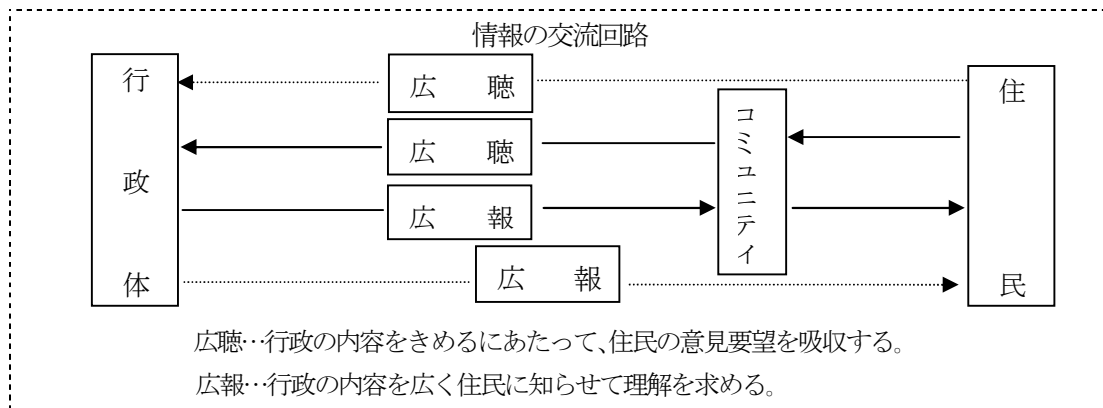 情報の交流回路
行政体
広聴
住民
広聴
コミュニティ
広報
広報
広聴…行政の内容をきめるにあたって、住民の意見要望を吸収する。
広報…行政の内容を広く住民に知らせて理解を求める。